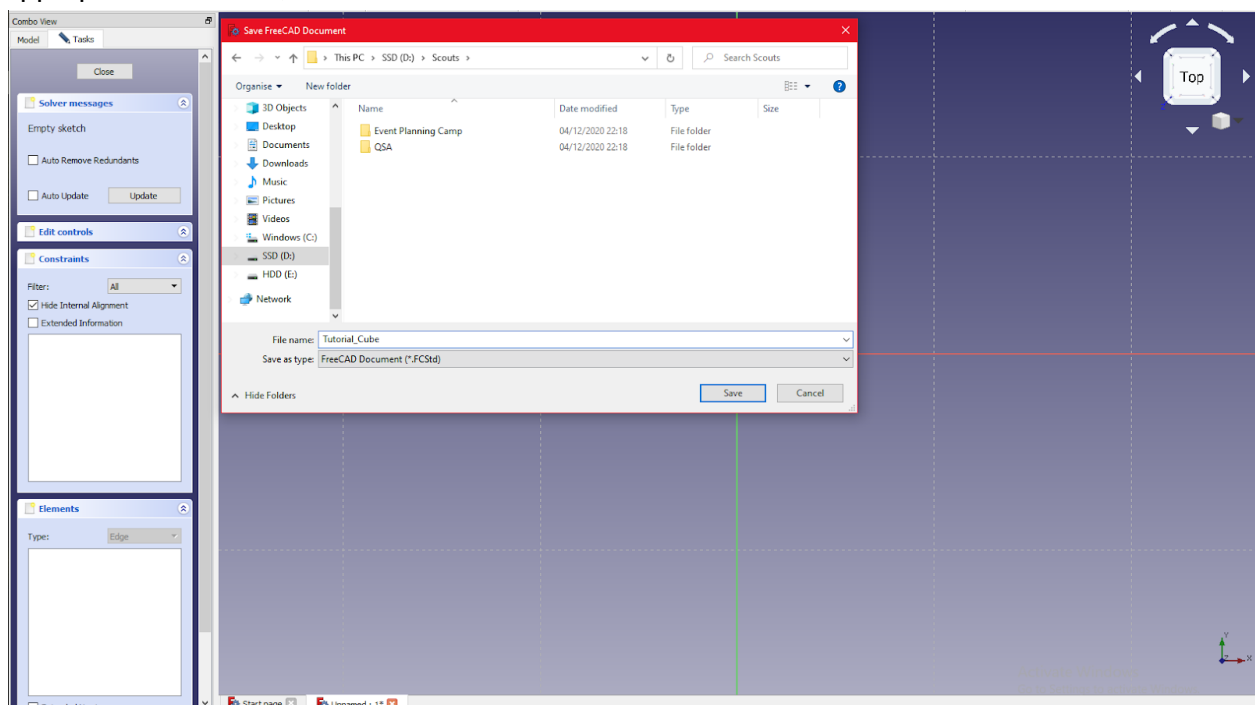 Combo View
Model Tasks
Close
Solver messages
Empty sketch
Auto Remove Redundants
Auto Update Update
Edit controls
Constraints
Filter: All
Hide Internal Alignment
Extended Information
Elements
Type: Edge
Save FreeCAD Document
This PC > SSD (D:) > Scouts >
Search Scouts
Organise New folder
3D Objects
Desktop
Documents
Downloads
Music
Pictures
Videos
Windows (C:)
SSD (D:)
HDD (E:)
Network
Name Date modified Type Size
Event Planning Camp 04/12/2020 22:18 File folder
QSA 04/12/2020 22:18 File folder
File name: Tutorial_Cube
Save as type: FreeCAD Document (*.FCStd)
Hide Folders
Save Cancel
Top
Y
Z
X
Start page
Unnamed : 1*